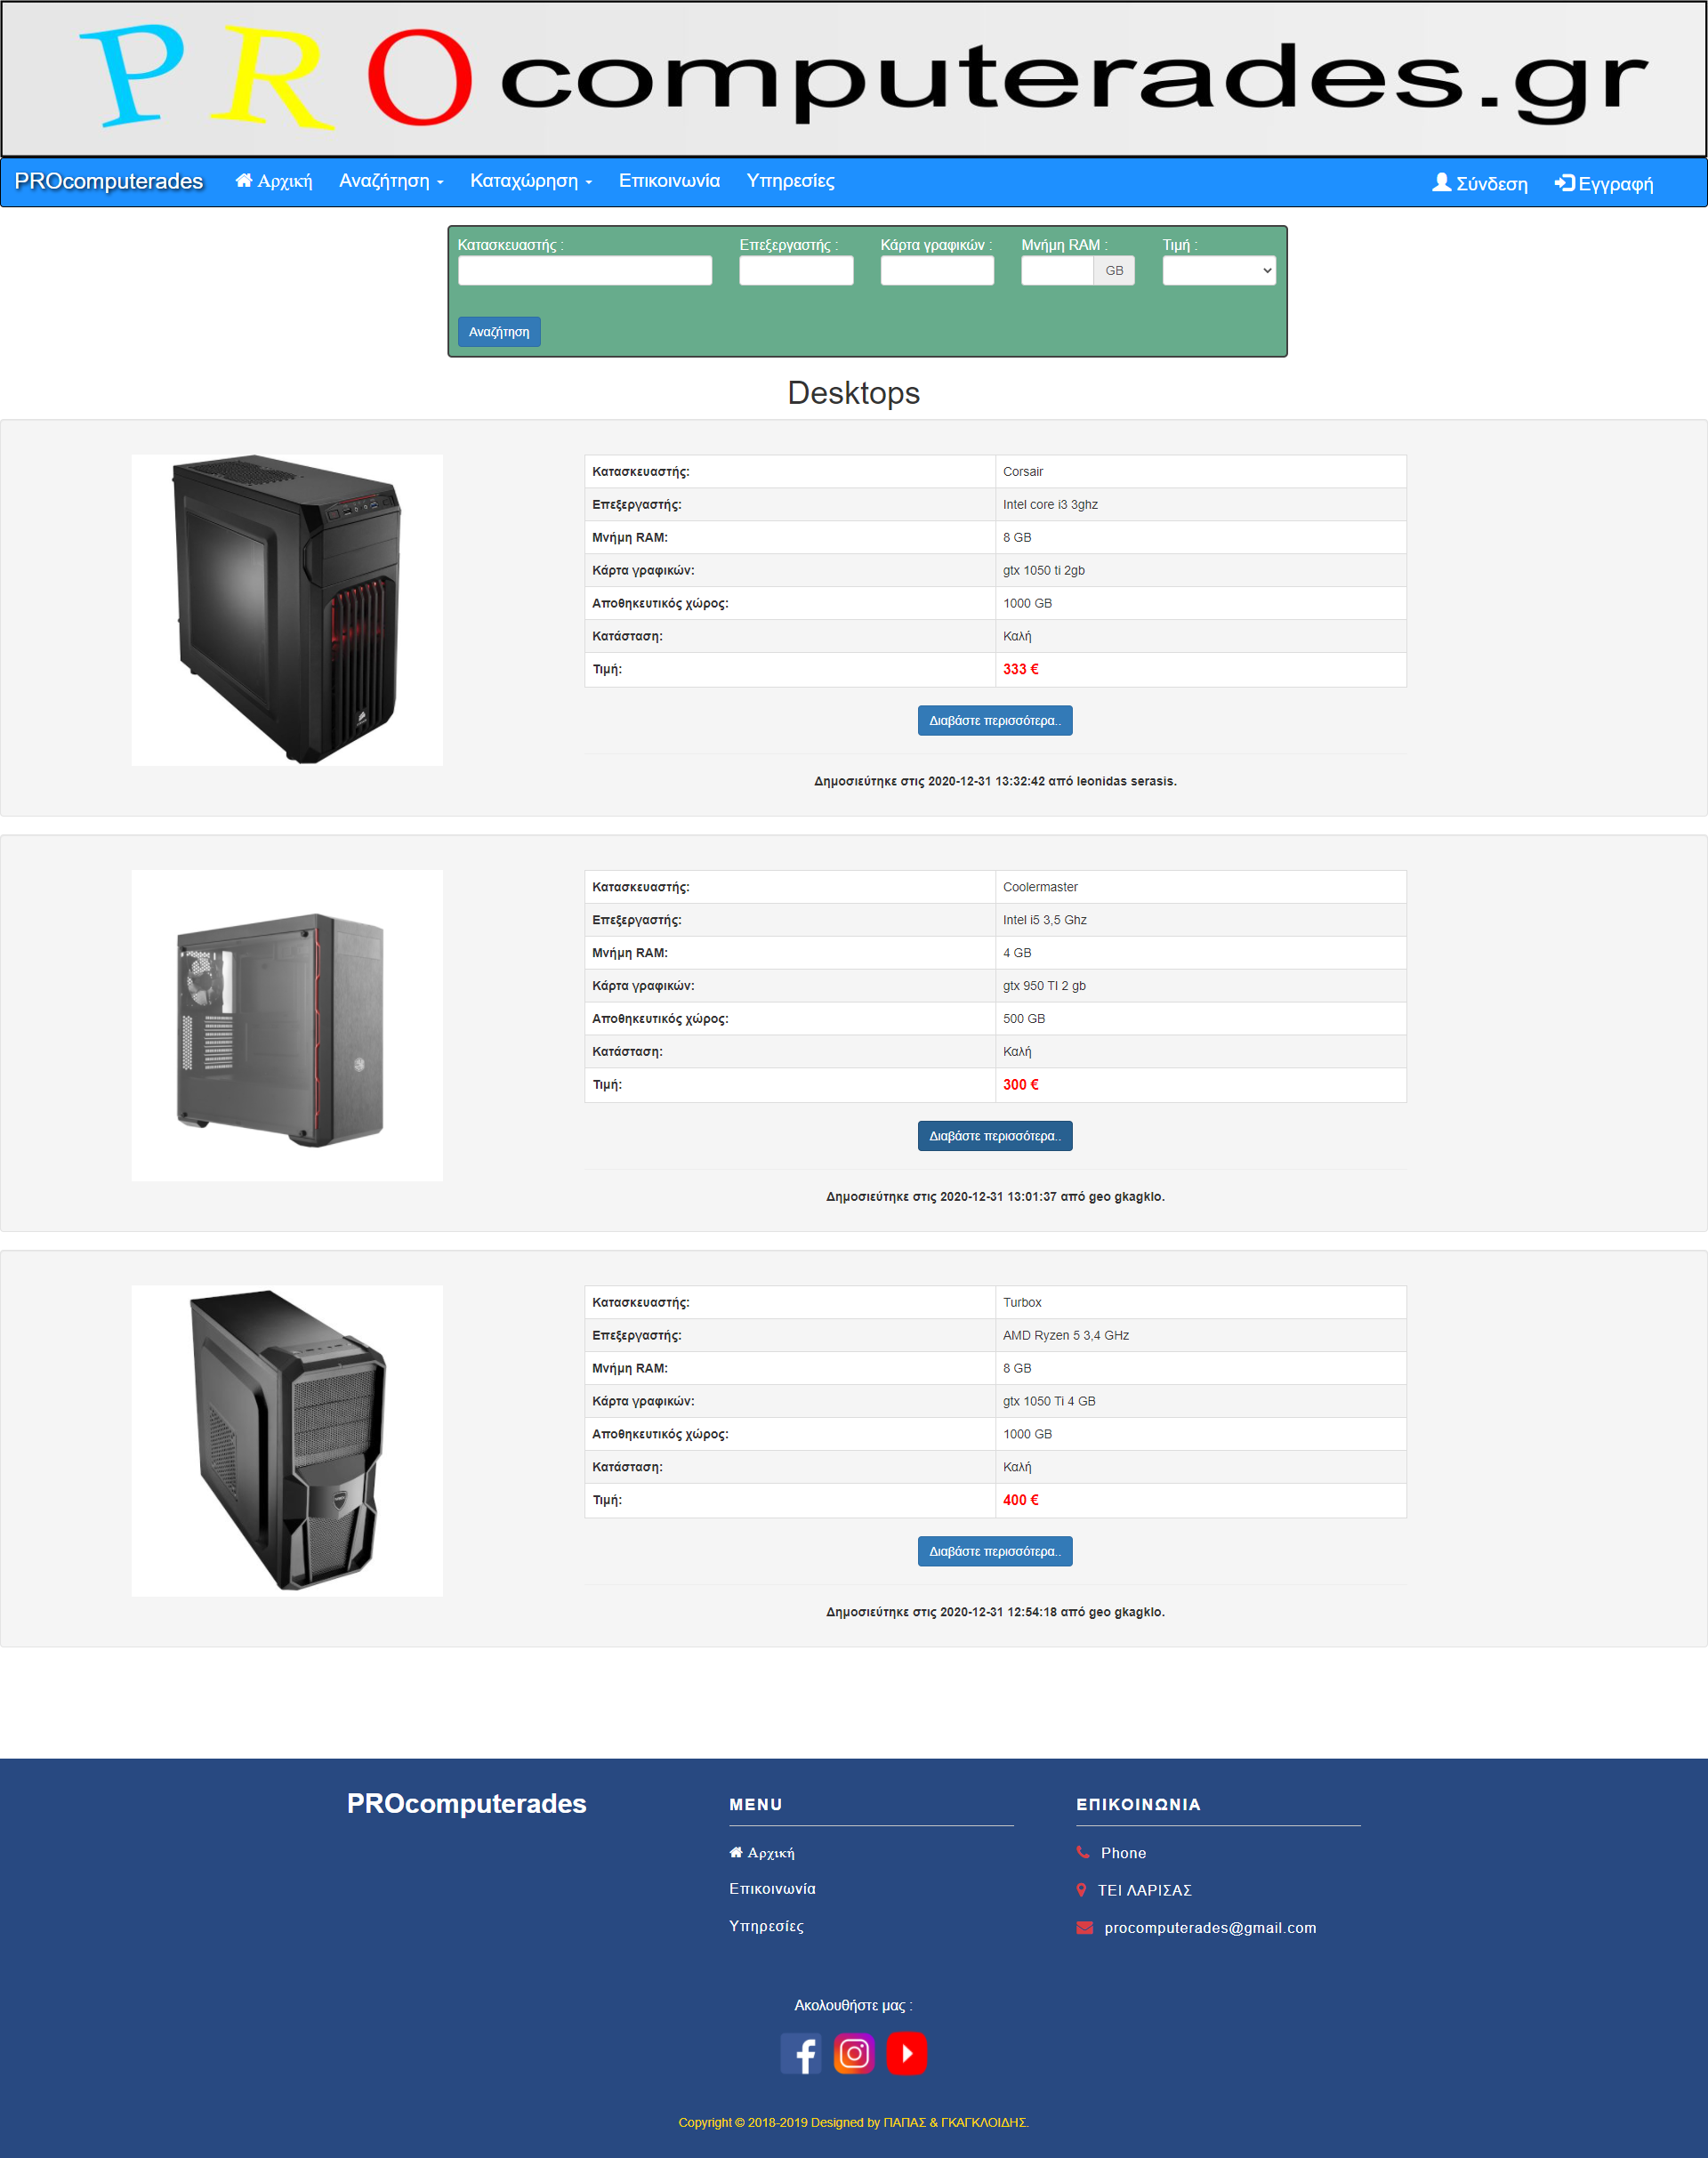 PROcomputerades.gr
PROcomputerades Αρχική Αναζήτηση Καταχώρηση Επικοινωνία Υπηρεσίες Σύνδεση Εγγραφή
Κατασκευαστής : Επεξεργαστής : Κάρτα γραφικών : Μνήμη RAM : Τιμή :
GB
Αναζήτηση
Desktops
Κατασκευαστής: Corsair
Επεξεργαστής: Intel core i3 3ghz
Μνήμη RAM: 8 GB
Κάρτα γραφικών: gtx 1050 ti 2gb
Αποθηκευτικός χώρος: 1000 GB
Κατάσταση: Καλή
Τιμή: 333 €
Διαβάστε περισσότερα..
Δημοσιεύτηκε στις 2020-12-31 13:32:42 από leonidas serasis.
Κατασκευαστής: Coolermaster
Επεξεργαστής: Intel i5 3,5 Ghz
Μνήμη RAM: 4 GB
Κάρτα γραφικών: gtx 950 TI 2 gb
Αποθηκευτικός χώρος: 500 GB
Κατάσταση: Καλή
Τιμή: 300 €
Διαβάστε περισσότερα..
Δημοσιεύτηκε στις 2020-12-31 13:01:37 από geo gkagklo.
Κατασκευαστής: Turbox
Επεξεργαστής: AMD Ryzen 5 3,4 GHz
Μνήμη RAM: 8 GB
Κάρτα γραφικών: gtx 1050 Ti 4 GB
Αποθηκευτικός χώρος: 1000 GB
Κατάσταση: Καλή
Τιμή: 400 €
Διαβάστε περισσότερα..
Δημοσιεύτηκε στις 2020-12-31 12:54:18 από geo gkagklo.
PROcomputerades
MENU
Αρχική
Επικοινωνία
Υπηρεσίες
ΕΠΙΚΟΙΝΩΝΙΑ
Phone
ΤΕΙ ΛΑΡΙΣΑΣ
procomputerades@gmail.com
Ακολουθήστε μας :
Copyright © 2018-2019 Designed by ΠΑΠΑΣ & ΓΚΑΓΚΛΟΙΔΗΣ.